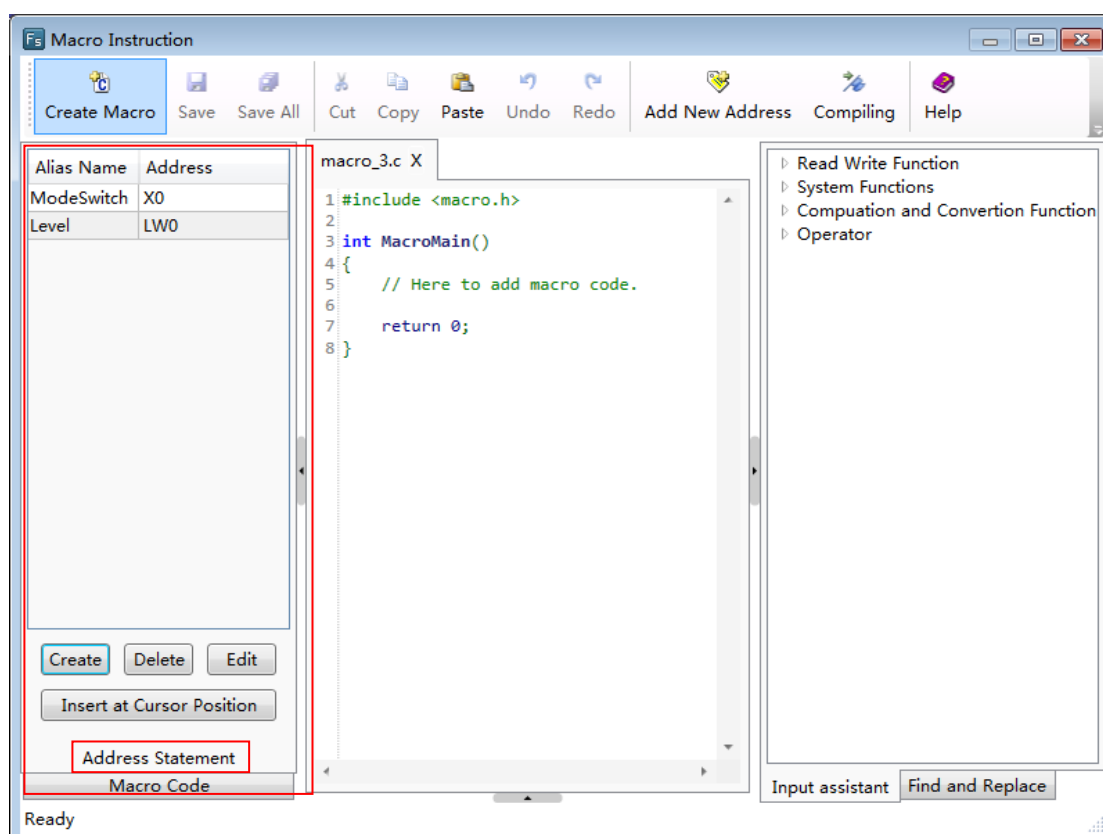 Fs Macro Instruction
Create Macro Save Save All Cut Copy Paste Undo Redo Add New Address Compiling Help
Alias Name Address
ModeSwitch X0
Level LW0
Create Delete Edit
Insert at Cursor Position
Address Statement
Macro Code
macro_3.c X
1 #include <macro.h>
2
3 int MacroMain()
4 {
5 // Here to add macro code.
6
7 return 0;
8 }
Read Write Function
System Functions
Compuation and Convertion Function
Operator
Input assistant Find and Replace
Ready